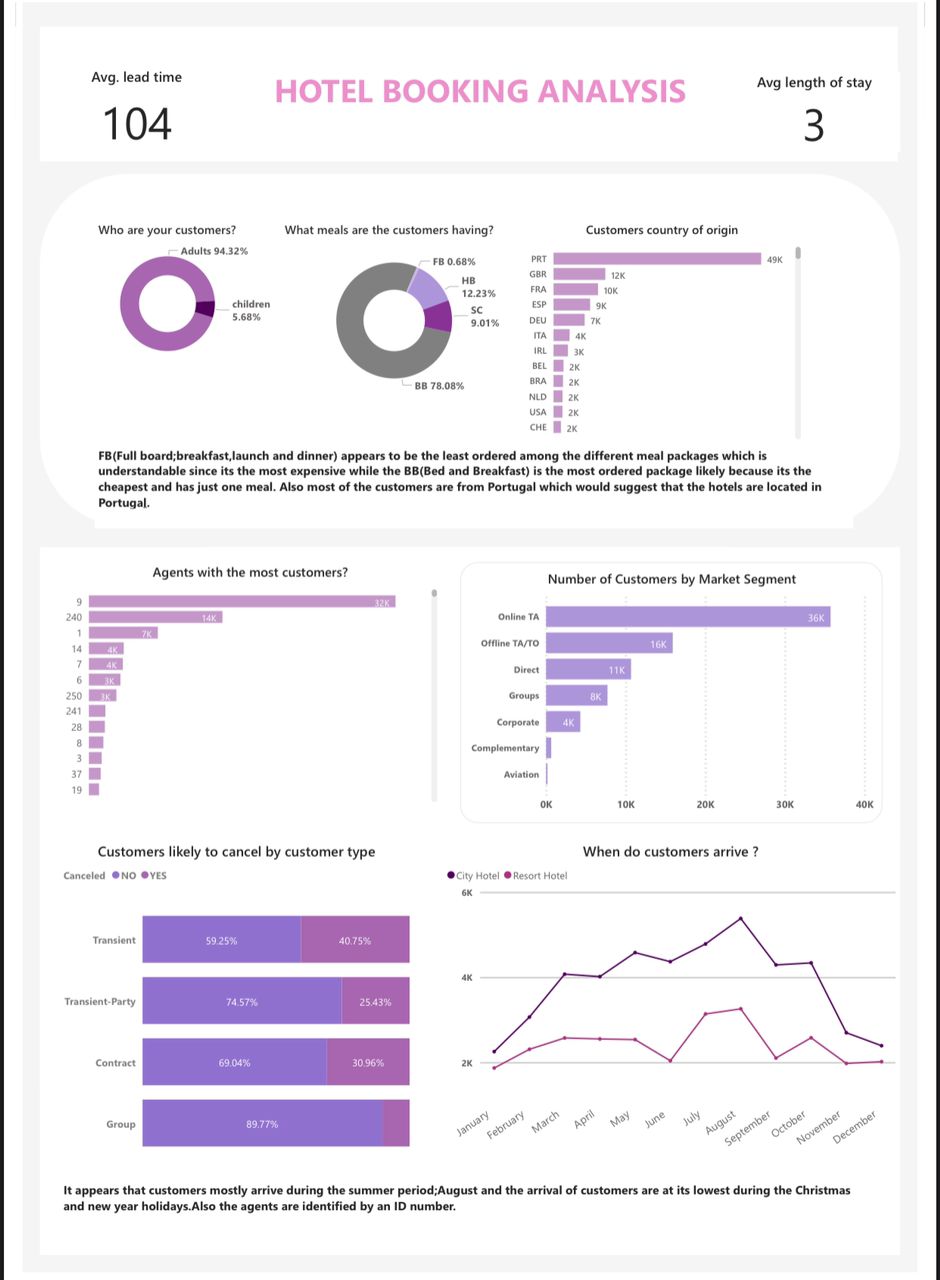 Avg. lead time
104
HOTEL BOOKING ANALYSIS
Avg length of stay
3
Who are your customers?
Adults 94.32%
children
5.68%
What meals are the customers having?
FB 0.68%
HB
12.23%
SC
9.01%
BB 78.08%
Customers country of origin
PRT 49K
GBR 12K
FRA 10K
ESP 9K
DEU 7K
ITA 4K
IRL 3K
BEL 2K
BRA 2K
NLD 2K
USA 2K
CHE 2K
FB(Full board;breakfast,launch and dinner) appears to be the least ordered among the different meal packages which is
understandable since its the most expensive while the BB(Bed and Breakfast) is the most ordered package likely because its the
cheapest and has just one meal. Also most of the customers are from Portugal which would suggest that the hotels are located in
Portugal.
Agents with the most customers?
9 32K
240 14K
1 7K
14 4K
7 4K
6 3K
250 3K
241
28
8
3
37
19
Number of Customers by Market Segment
Online TA 36K
Offline TA/TO 16K
Direct 11K
Groups 8K
Corporate 4K
Complementary
Aviation
0K 10K 20K 30K 40K
Customers likely to cancel by customer type
Canceled NO YES
Transient 59.25% 40.75%
Transient-Party 74.57% 25.43%
Contract 69.04% 30.96%
Group 89.77%
When do customers arrive ?
City Hotel Resort Hotel
6K
4K
2K
January February March April May June July August September October November December
It appears that customers mostly arrive during the summer period;August and the arrival of customers are at its lowest during the Christmas
and new year holidays.Also the agents are identified by an ID number.